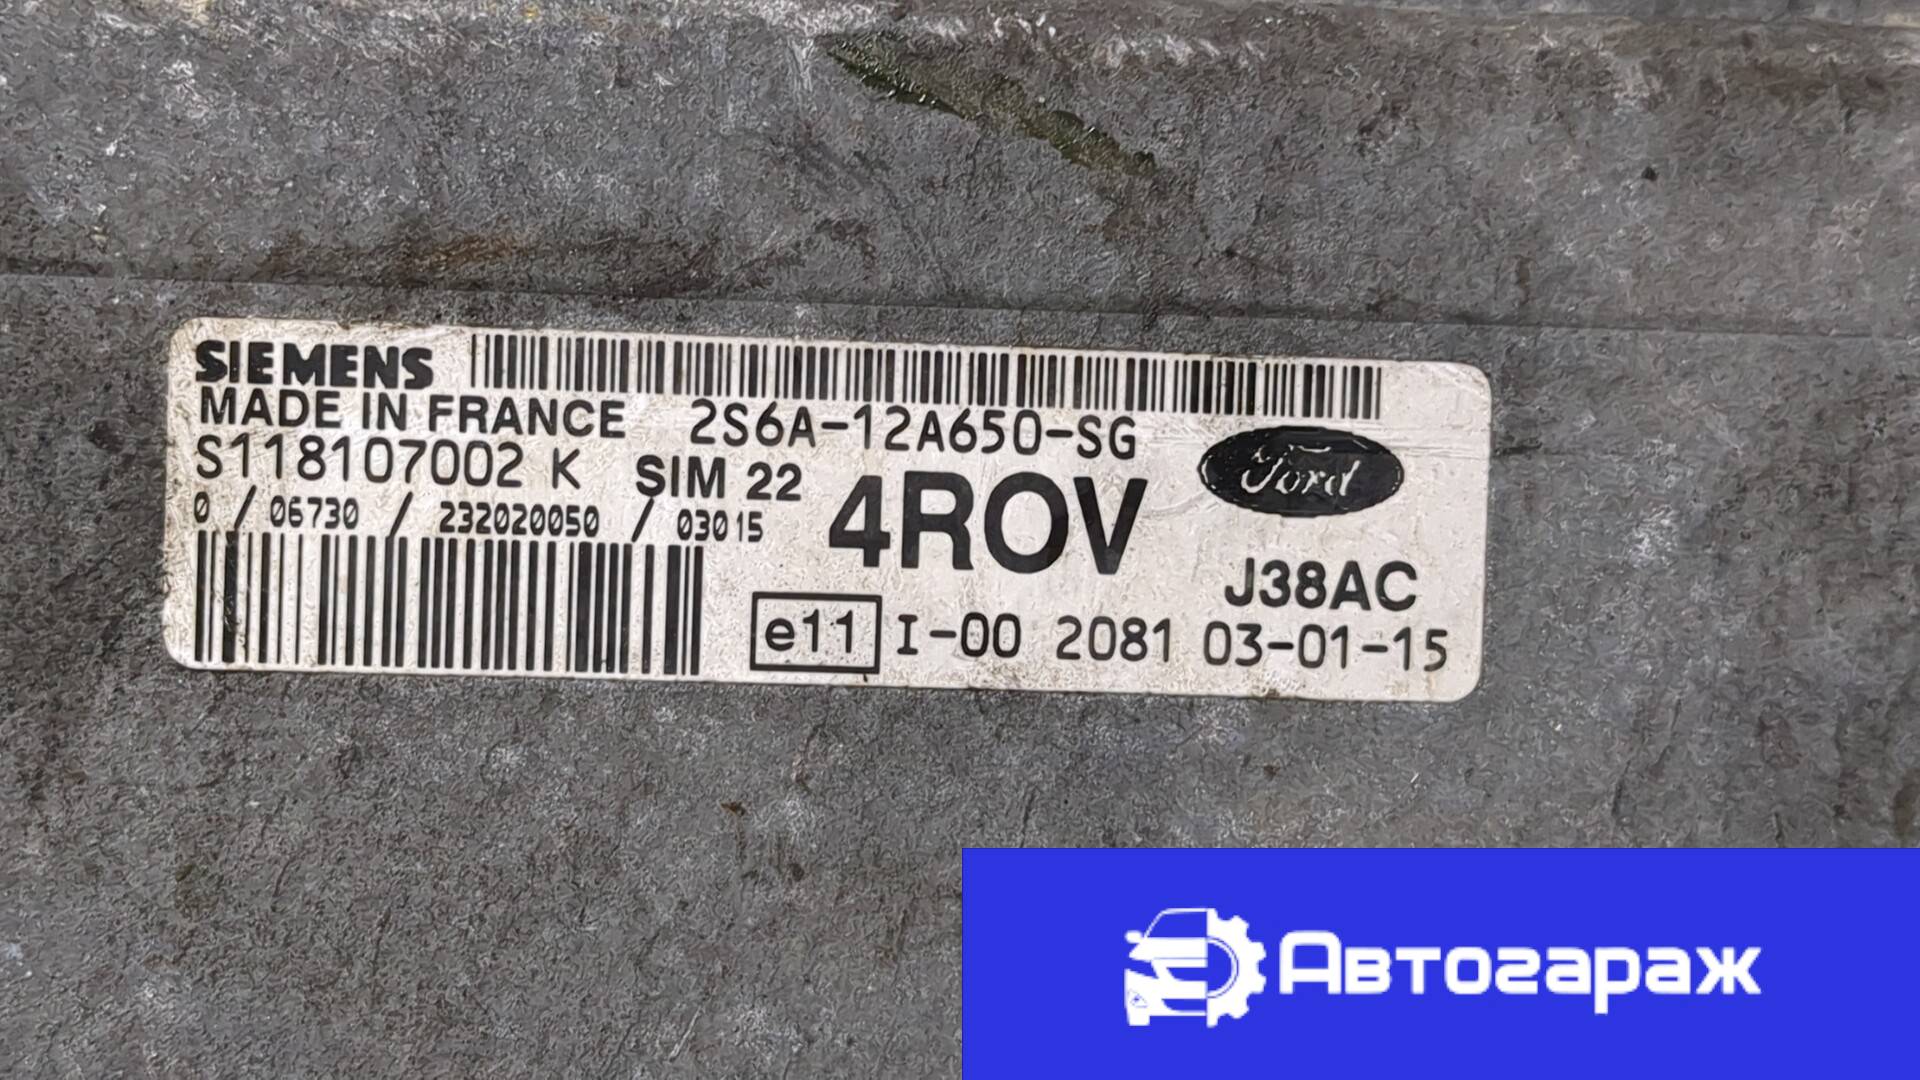 SIEMENS
MADE IN FRANCE 2S6A-12A650-SG
S118107002 K SIM 22 4ROV Ford
0 / 06730 / 232020050 / 03015
J38AC
e11 I-00 2081 03-01-15
Автогараж